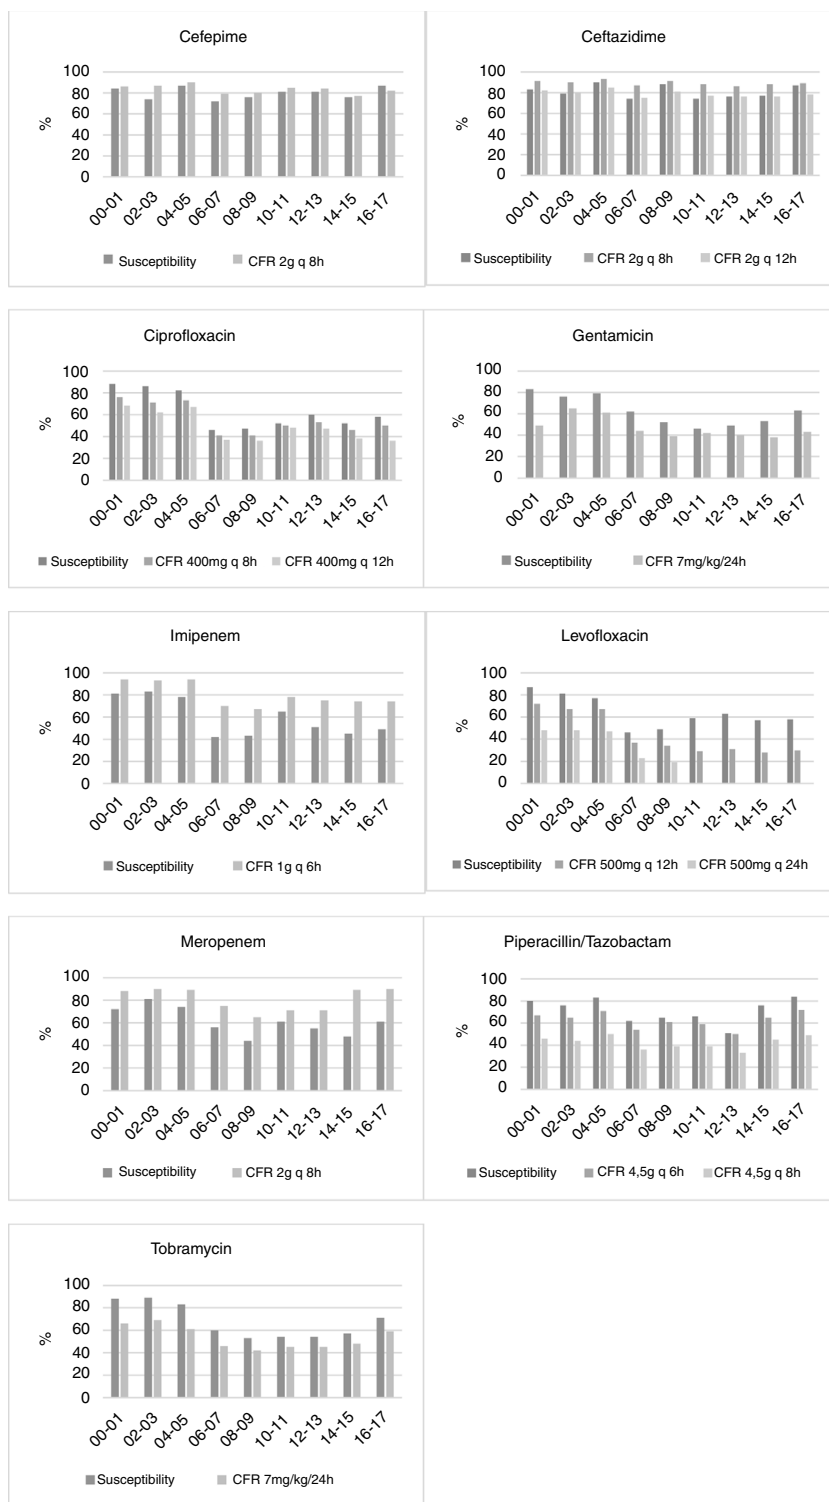 Cefepime
100
80
60
40
20
0
%
00-01 02-03 04-05 06-07 08-09 10-11 12-13 14-15 16-17
Susceptibility CFR 2g q 8h
Ceftazidime
100
80
60
40
20
0
%
00-01 02-03 04-05 06-07 08-09 10-11 12-13 14-15 16-17
Susceptibility CFR 2g q 8h CFR 2g q 12h
Ciprofloxacin
100
80
60
40
20
0
%
00-01 02-03 04-05 06-07 08-09 10-11 12-13 14-15 16-17
Susceptibility CFR 400mg q 8h CFR 400mg q 12h
Gentamicin
100
80
60
40
20
0
%
00-01 02-03 04-05 06-07 08-09 10-11 12-13 14-15 16-17
Susceptibility CFR 7mg/kg/24h
Imipenem
100
80
60
40
20
0
%
00-01 02-03 04-05 06-07 08-09 10-11 12-13 14-15 16-17
Susceptibility CFR 1g q 6h
Levofloxacin
100
80
60
40
20
0
%
00-01 02-03 04-05 06-07 08-09 10-11 12-13 14-15 16-17
Susceptibility CFR 500mg q 12h CFR 500mg q 24h
Meropenem
100
80
60
40
20
0
%
00-01 02-03 04-05 06-07 08-09 10-11 12-13 14-15 16-17
Susceptibility CFR 2g q 8h
Piperacillin/Tazobactam
100
80
60
40
20
0
%
00-01 02-03 04-05 06-07 08-09 10-11 12-13 14-15 16-17
Susceptibility CFR 4,5g q 6h CFR 4,5g q 8h
Tobramycin
100
80
60
40
20
0
%
00-01 02-03 04-05 06-07 08-09 10-11 12-13 14-15 16-17
Susceptibility CFR 7mg/kg/24h